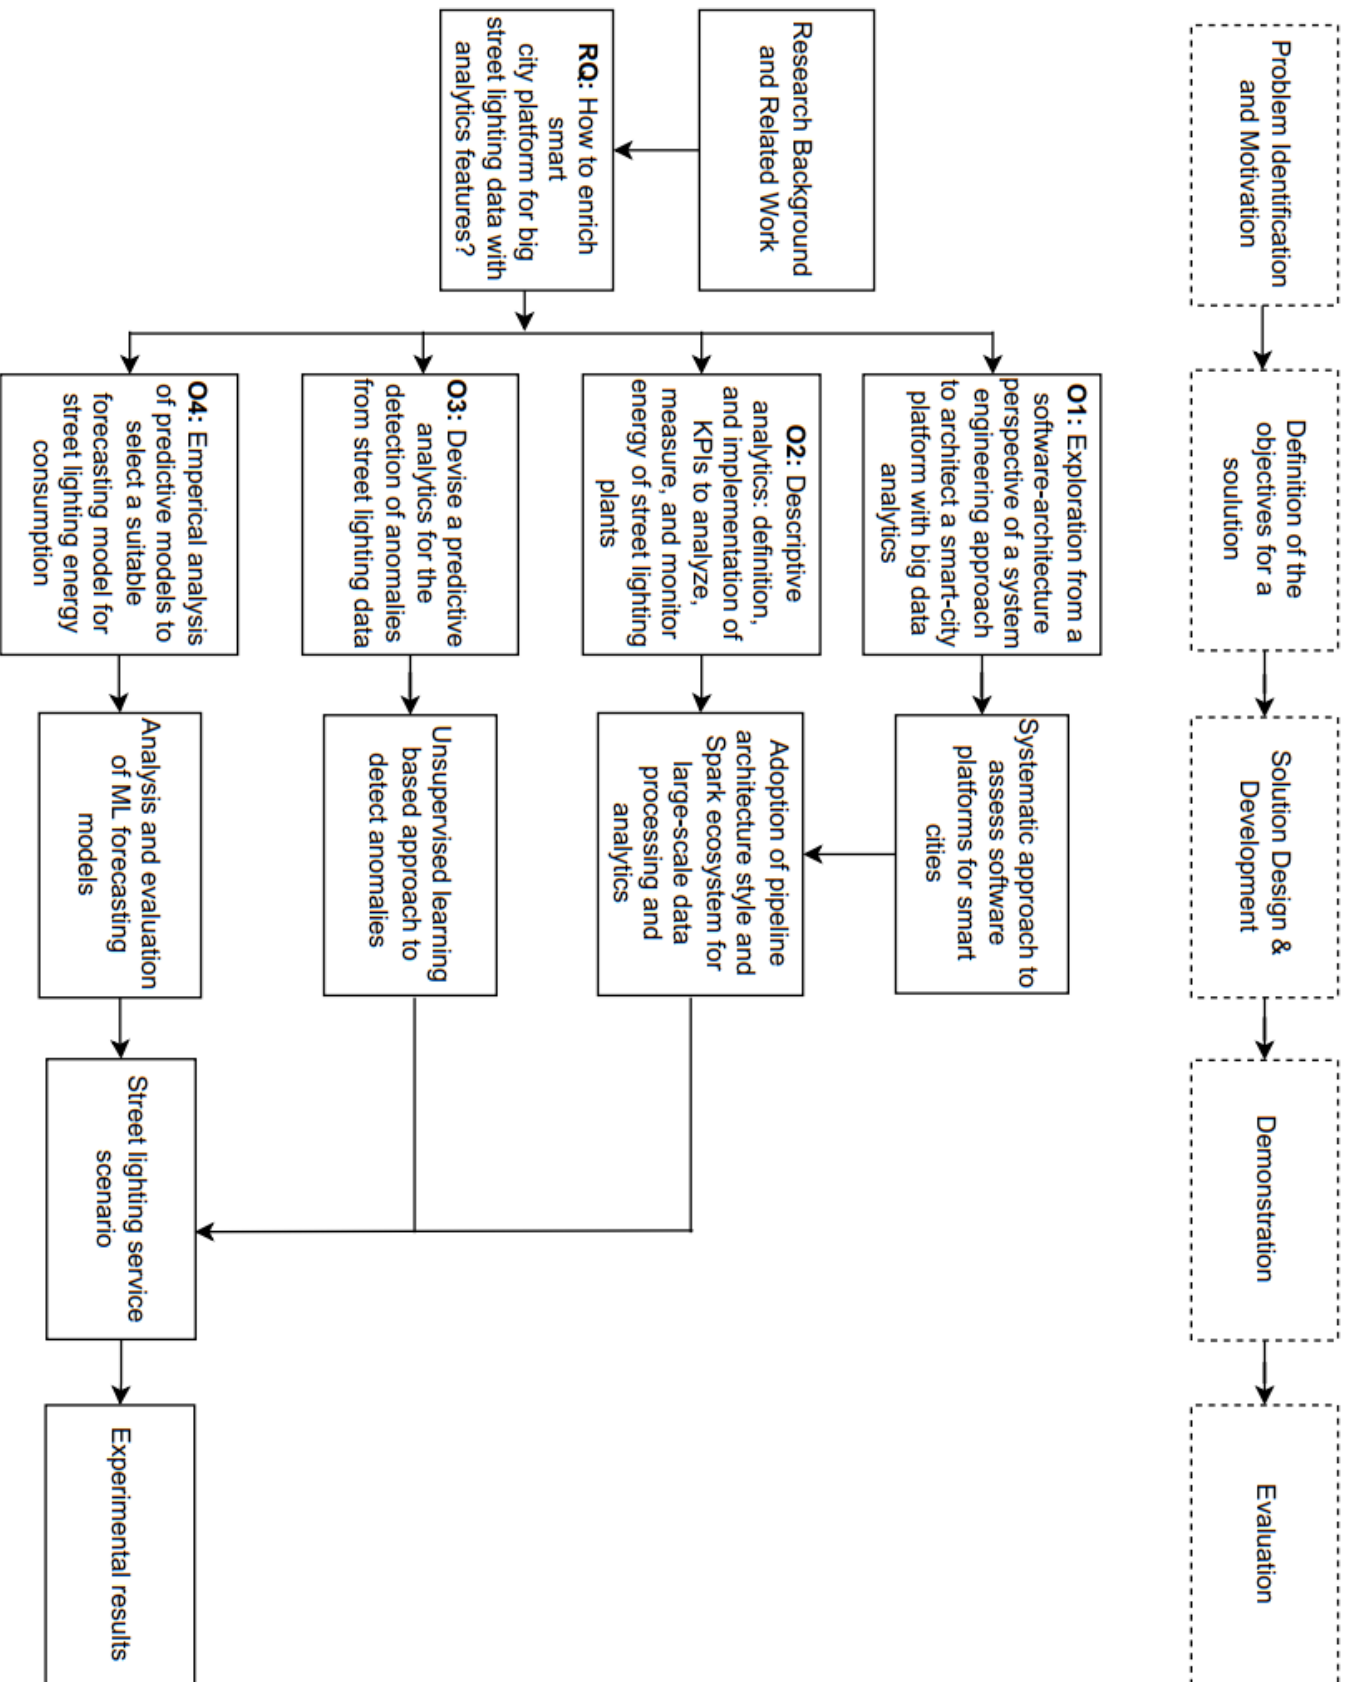 Problem Identification
and Motivation
Definition of the
objectives for a
soulution
Solution Design &
Development
Demonstration
Evaluation
Research Background
and Related Work
RQ: How to enrich
smart
city platform for big
street lighting data with
analytics features?
O1: Exploration from a
software-architecture
perspective of a system
engineering approach
to architect a smart-city
platform with big data
analytics
Systematic approach to
assess software
platforms for smart
cities
O2: Descriptive
analytics: definition,
and implementation of
KPIs to analyze,
measure, and monitor
energy of street lighting
plants
Adoption of pipeline
architecture style and
Spark ecosystem for
large-scale data
processing and
analytics
O3: Devise a predictive
analytics for the
detection of anomalies
from street lighting data
Unsupervised learning
based approach to
detect anomalies
O4: Emperical analysis
of predictive models to
select a suitable
forecasting model for
street lighting energy
consumption
Analysis and evaluation
of ML forecasting
models
Street lighting service
scenario
Experimental results